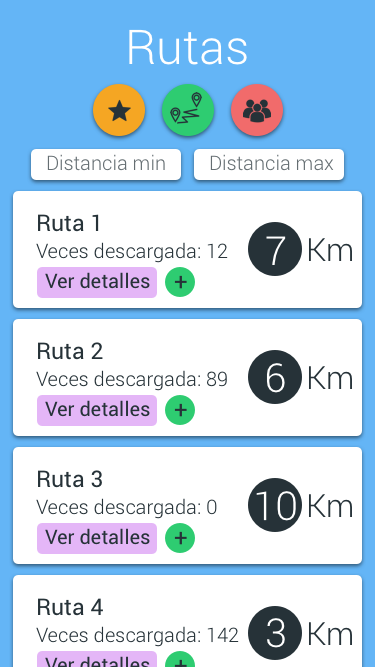 Rutas
Distancia min Distancia max
Ruta 1
Veces descargada: 12
7 Km
Ver detalles +
Ruta 2
Veces descargada: 89
6 Km
Ver detalles +
Ruta 3
Veces descargada: 0
10 Km
Ver detalles +
Ruta 4
Veces descargada: 142
3 Km
Ver detalles +